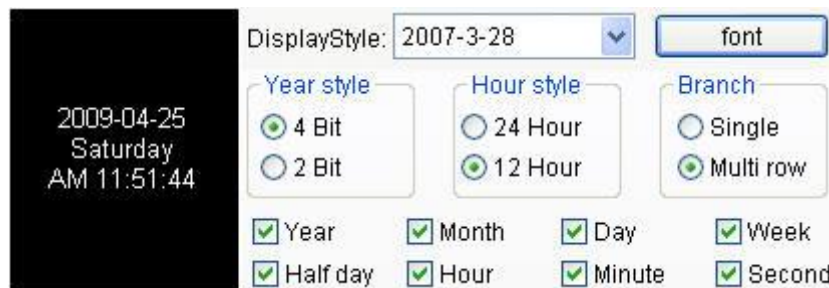 2009-04-25
Saturday
AM 11:51:44
DisplayStyle: 2007-3-28 font
Year style Hour style Branch
4 Bit 24 Hour Single
2 Bit 12 Hour Multi row
Year Month Day Week
Half day Hour Minute Second